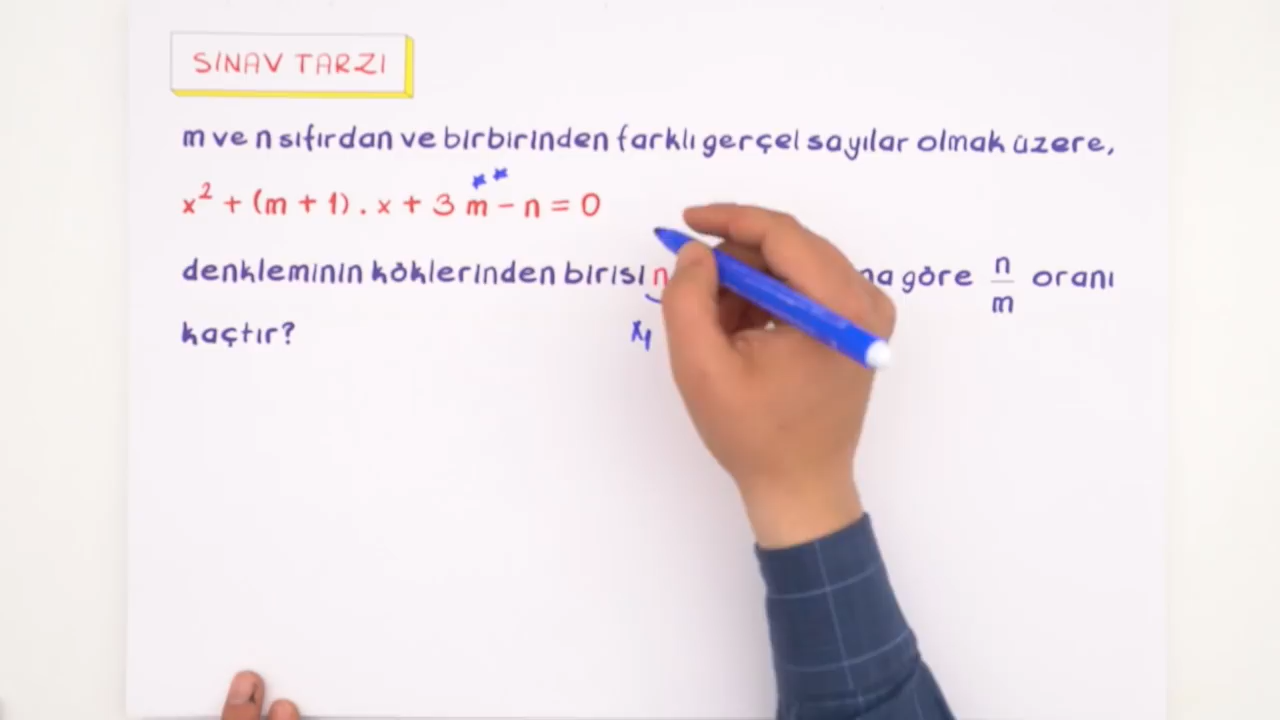 SINAV TARZI
m ve n sıfırdan ve birbirinden farklı gerçel sayılar olmak üzere,
x² + (m + 1) . x + 3 m - n = 0
denkleminin köklerinden birisi n göre n/m oranı
kaçtır? x₁